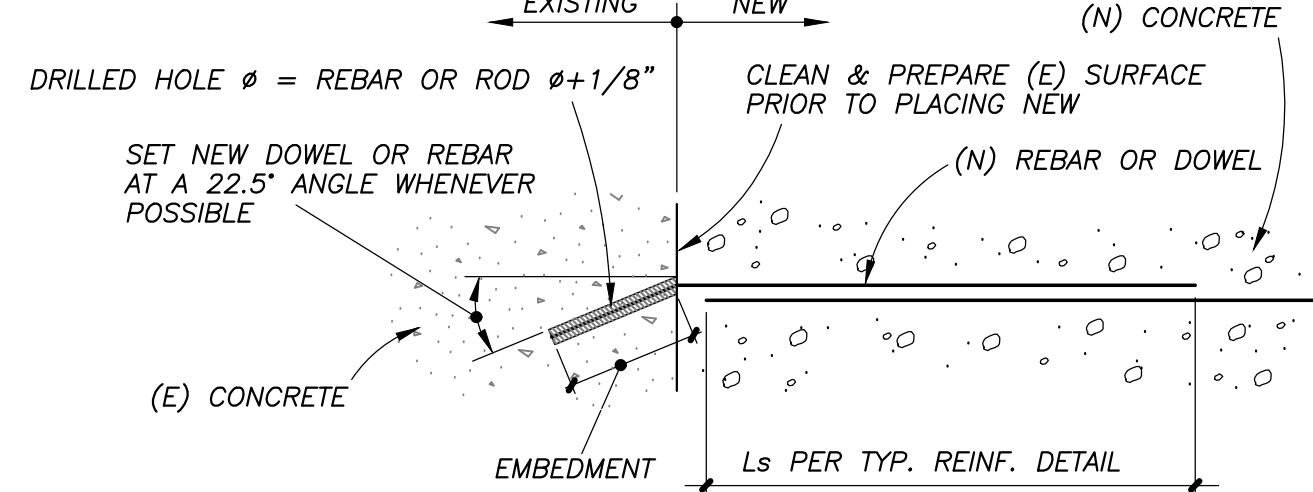 EXISTING NEW
(N) CONCRETE
DRILLED HOLE ø = REBAR OR ROD ø+1/8"
CLEAN & PREPARE (E) SURFACE
PRIOR TO PLACING NEW
SET NEW DOWEL OR REBAR
AT A 22.5° ANGLE WHENEVER
POSSIBLE
(N) REBAR OR DOWEL
(E) CONCRETE
EMBEDMENT
Ls PER TYP. REINF. DETAIL